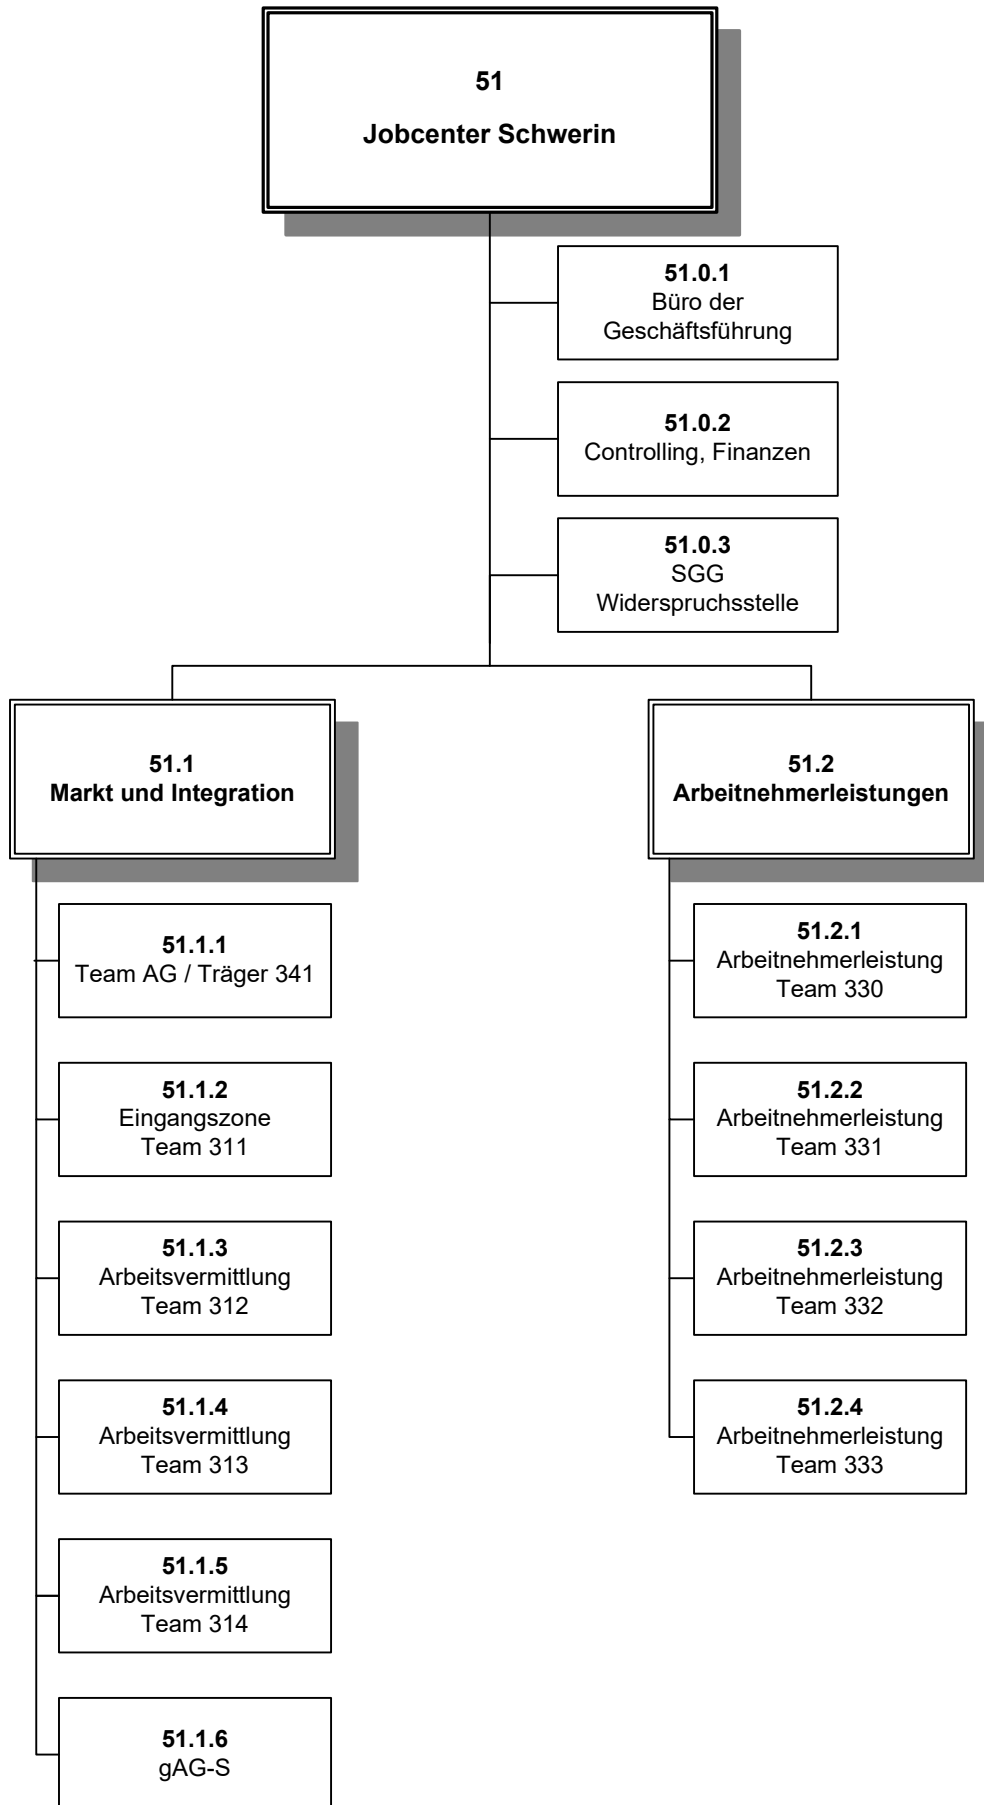 51
Jobcenter Schwerin
51.0.1
Büro der
Geschäftsführung
51.0.2
Controlling, Finanzen
51.0.3
SGG
Widerspruchsstelle
51.1
Markt und Integration
51.1.1
Team AG / Träger 341
51.1.2
Eingangszone
Team 311
51.1.3
Arbeitsvermittlung
Team 312
51.1.4
Arbeitsvermittlung
Team 313
51.1.5
Arbeitsvermittlung
Team 314
51.1.6
gAG-S
51.2
Arbeitnehmerleistungen
51.2.1
Arbeitnehmerleistung
Team 330
51.2.2
Arbeitnehmerleistung
Team 331
51.2.3
Arbeitnehmerleistung
Team 332
51.2.4
Arbeitnehmerleistung
Team 333